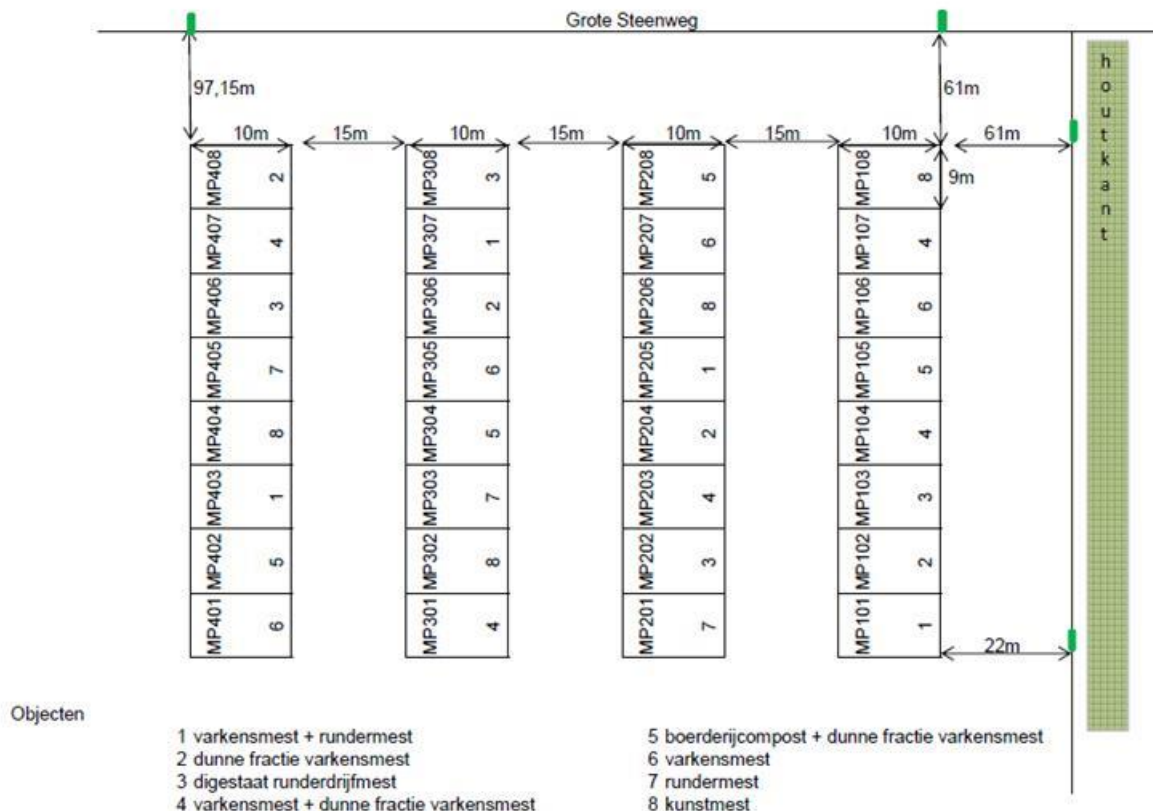 Grote Steenweg
97,15m 61m
10m 15m 10m 15m 10m 15m 10m 61m
MP408 2 MP308 3 MP208 5 MP108 8 9m
MP407 4 MP307 1 MP207 6 MP107 4
MP406 3 MP306 2 MP206 8 MP106 6
MP405 7 MP305 6 MP205 1 MP105 5
MP404 8 MP304 5 MP204 2 MP104 4
MP403 1 MP303 7 MP203 4 MP103 3
MP402 5 MP302 8 MP202 3 MP102 2
MP401 6 MP301 4 MP201 7 MP101 1
22m
houtkant
Objecten
1 varkensmest + rundermest
2 dunne fractie varkensmest
3 digestaat runderdrijfmest
4 varkensmest + dunne fractie varkensmest
5 boerderijcompost + dunne fractie varkensmest
6 varkensmest
7 rundermest
8 kunstmest